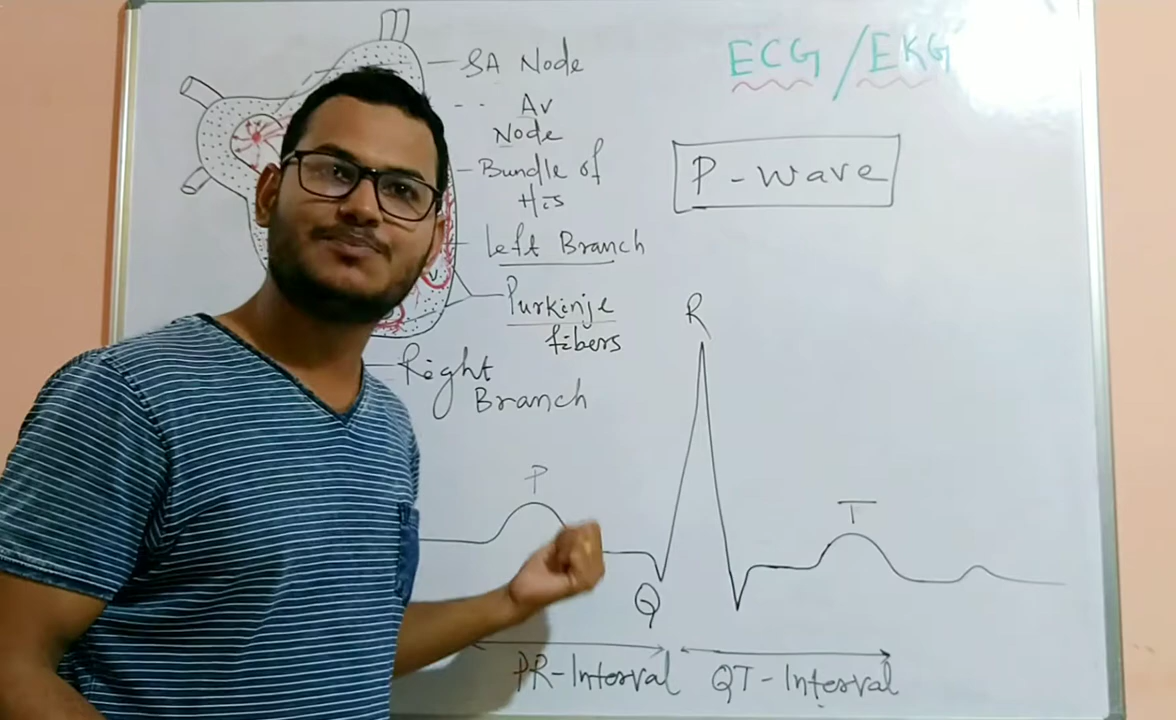 SA Node
Av
Node
Bundle of
His
Left Branch
Purkinje
fibers
Right
Branch
ECG/EKG
P-wave
P
Q
R
T
PR-Interval
QT-Interval